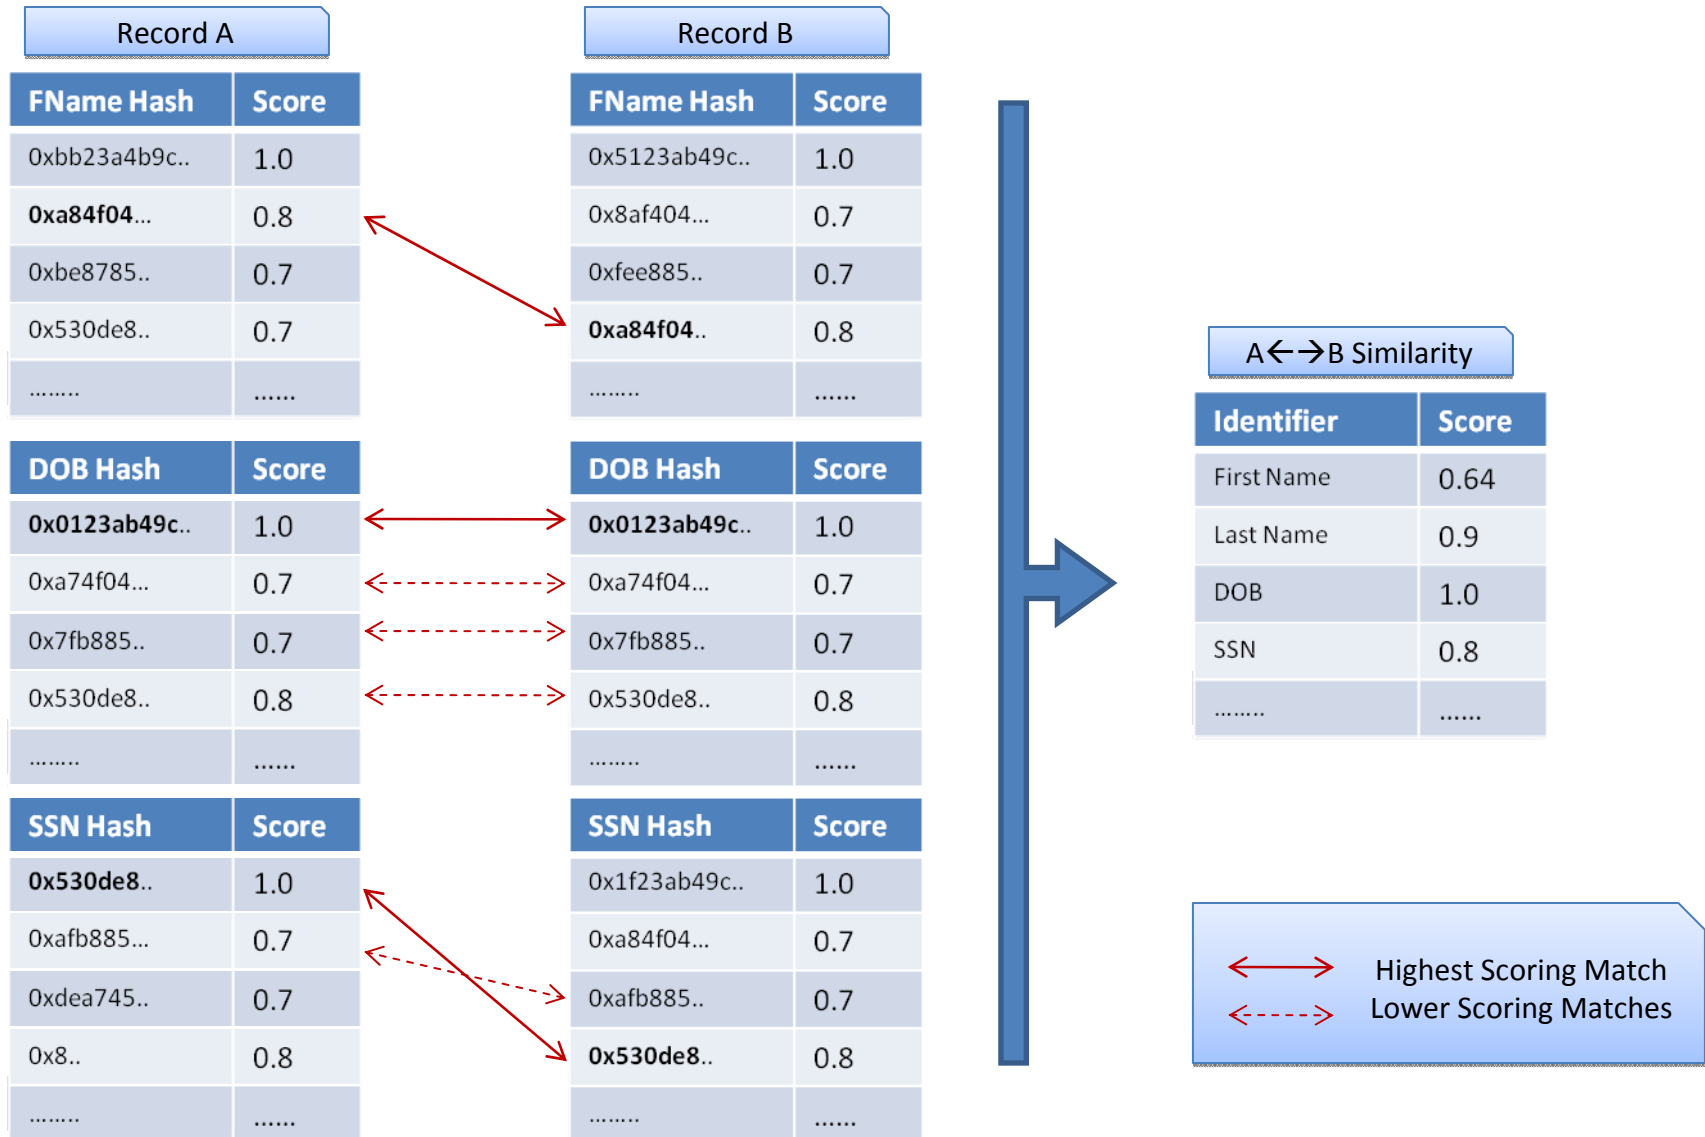 Record A
FName Hash Score
0xbb23a4b9c.. 1.0
0xa84f04... 0.8
0xbe8785.. 0.7
0x530de8.. 0.7
........ ......
DOB Hash Score
0x0123ab49c.. 1.0
0xa74f04... 0.7
0x7fb885.. 0.7
0x530de8.. 0.8
........ ......
SSN Hash Score
0x530de8.. 1.0
0xafb885... 0.7
0xdea745.. 0.7
0x8.. 0.8
........ ......
Record B
FName Hash Score
0x5123ab49c.. 1.0
0x8af404... 0.7
0xfee885.. 0.7
0xa84f04.. 0.8
........ ......
DOB Hash Score
0x0123ab49c.. 1.0
0xa74f04... 0.7
0x7fb885.. 0.7
0x530de8.. 0.8
........ ......
SSN Hash Score
0x1f23ab49c.. 1.0
0xa84f04... 0.7
0xafb885.. 0.7
0x530de8.. 0.8
........ ......
A←→B Similarity
Identifier Score
First Name 0.64
Last Name 0.9
DOB 1.0
SSN 0.8
........ ......
Highest Scoring Match
Lower Scoring Matches